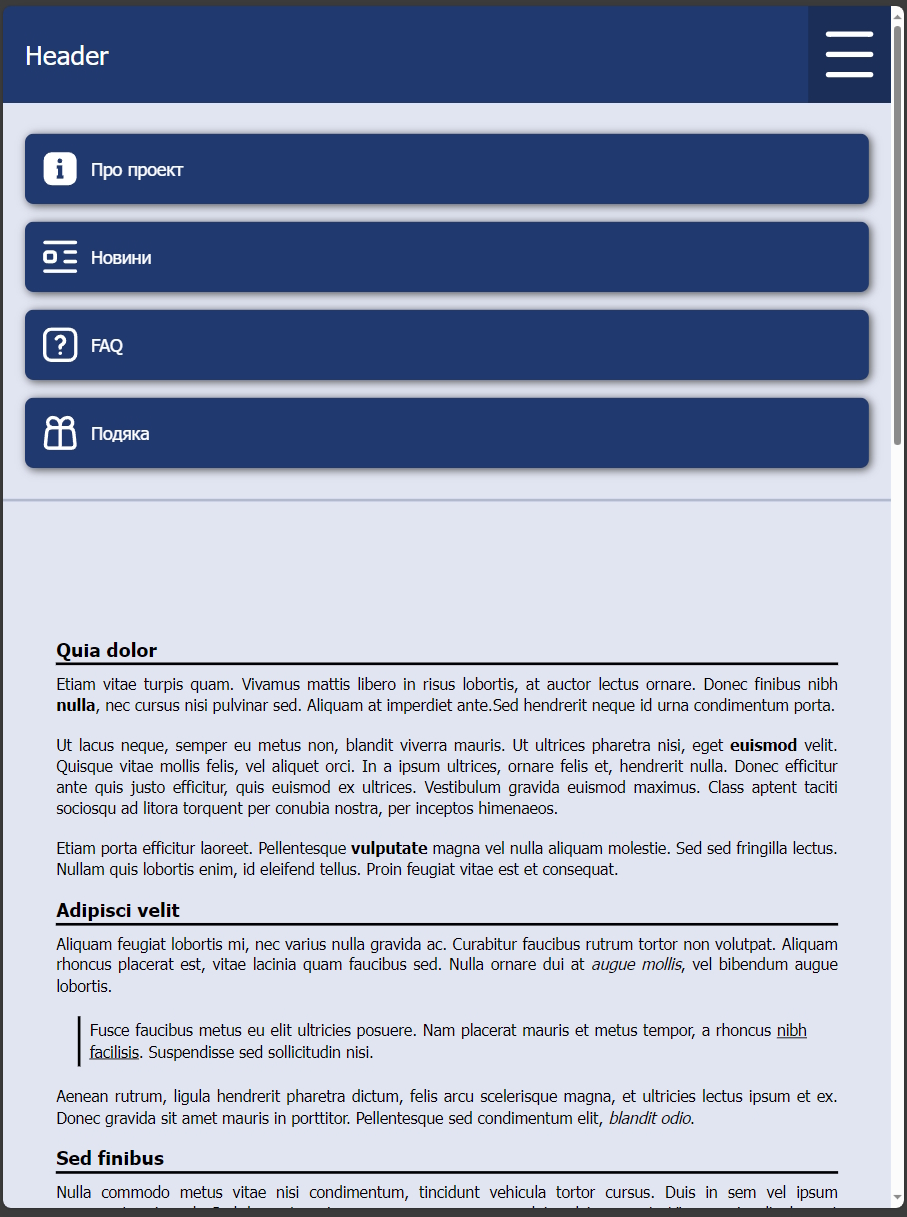 Header
Про проект
Новини
FAQ
Подяка
Quia dolor
Etiam vitae turpis quam. Vivamus mattis libero in risus lobortis, at auctor lectus ornare. Donec finibus nibh
nulla, nec cursus nisi pulvinar sed. Aliquam at imperdiet ante.Sed hendrerit neque id urna condimentum porta.
Ut lacus neque, semper eu metus non, blandit viverra mauris. Ut ultrices pharetra nisi, eget euismod velit.
Quisque vitae mollis felis, vel aliquet orci. In a ipsum ultrices, ornare felis et, hendrerit nulla. Donec efficitur
ante quis justo efficitur, quis euismod ex ultrices. Vestibulum gravida euismod maximus. Class aptent taciti
sociosqu ad litora torquent per conubia nostra, per inceptos himenaeos.
Etiam porta efficitur laoreet. Pellentesque vulputate magna vel nulla aliquam molestie. Sed sed fringilla lectus.
Nullam quis lobortis enim, id eleifend tellus. Proin feugiat vitae est et consequat.
Adipisci velit
Aliquam feugiat lobortis mi, nec varius nulla gravida ac. Curabitur faucibus rutrum tortor non volutpat. Aliquam
rhoncus placerat est, vitae lacinia quam faucibus sed. Nulla ornare dui at augue mollis, vel bibendum augue
lobortis.
Fusce faucibus metus eu elit ultricies posuere. Nam placerat mauris et metus tempor, a rhoncus nibh
facilisis. Suspendisse sed sollicitudin nisi.
Aenean rutrum, ligula hendrerit pharetra dictum, felis arcu scelerisque magna, et ultricies lectus ipsum et ex.
Donec gravida sit amet mauris in porttitor. Pellentesque sed condimentum elit, blandit odio.
Sed finibus
Nulla commodo metus vitae nisi condimentum, tincidunt vehicula tortor cursus. Duis in sem vel ipsum